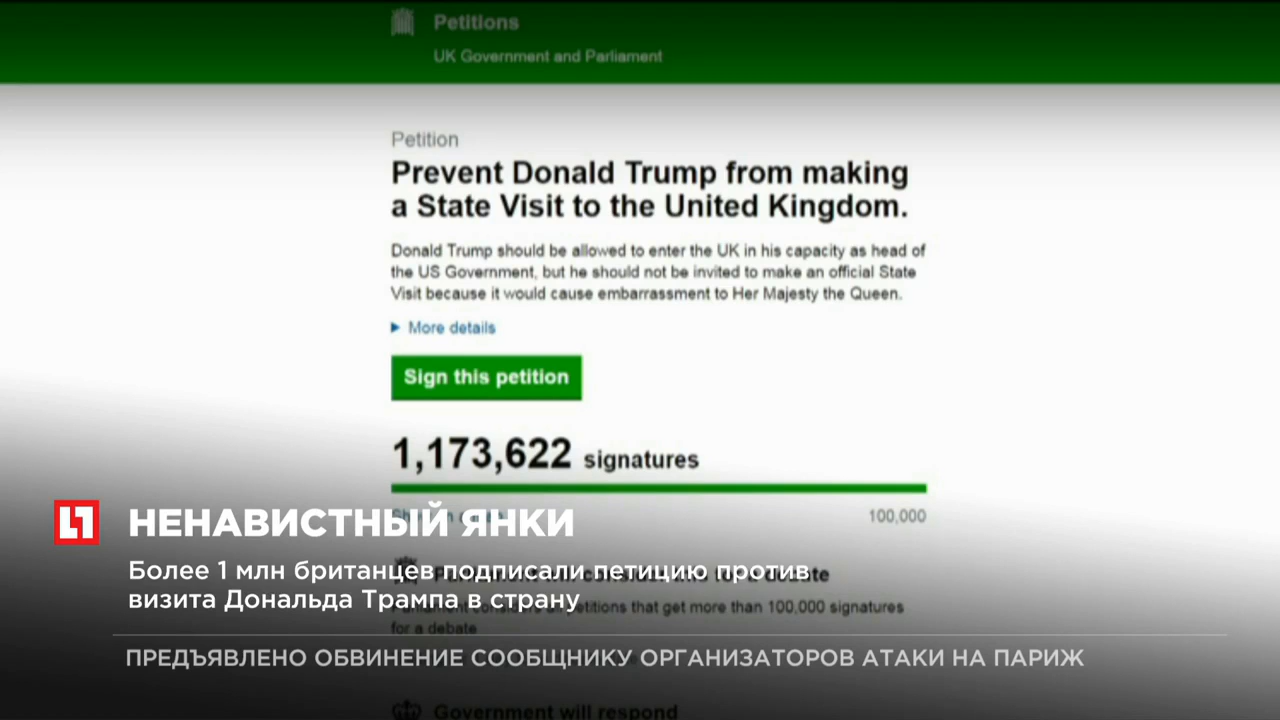 Petitions
UK Government and Parliament
Petition
Prevent Donald Trump from making
a State Visit to the United Kingdom.
Donald Trump should be allowed to enter the UK in his capacity as head of
the US Government, but he should not be invited to make an official State
Visit because it would cause embarrassment to Her Majesty the Queen.
More details
Sign this petition
1,173,622 signatures
100,000
L1 НЕНАВИСТНЫЙ ЯНКИ
Более 1 млн британцев подписали петицию против
визита Дональда Трампа в страну
petitions that get more than 100,000 signatures
for a debate
ПРЕДЪЯВЛЕНО ОБВИНЕНИЕ СООБЩНИКУ ОРГАНИЗАТОРОВ АТАКИ НА ПАРИЖ
Government will respond